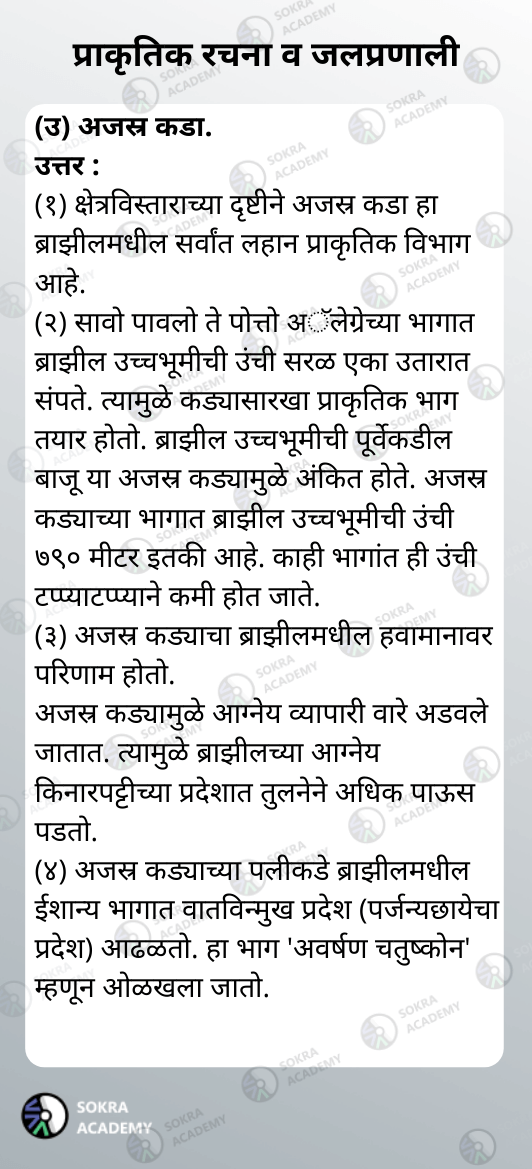 प्राकृतिक रचना व जलप्रणाली
(उ) अजस्र कडा.
उत्तर :
(१) क्षेत्रविस्ताराच्या दृष्टीने अजस्र कडा हा
ब्राझीलमधील सर्वांत लहान प्राकृतिक विभाग
आहे.
(२) सावो पावलो ते पोत्तो अॅलेग्रेच्या भागात
ब्राझील उच्चभूमीची उंची सरळ एका उतारात
संपते. त्यामुळे कड्यासारखा प्राकृतिक भाग
तयार होतो. ब्राझील उच्चभूमीची पूर्वेकडील
बाजू या अजस्र कड्यामुळे अंकित होते. अजस्र
कड्याच्या भागात ब्राझील उच्चभूमीची उंची
७९० मीटर इतकी आहे. काही भागांत ही उंची
टप्प्याटप्प्याने कमी होत जाते.
(३) अजस्र कड्याचा ब्राझीलमधील हवामानावर
परिणाम होतो.
अजस्र कड्यामुळे आग्नेय व्यापारी वारे अडवले
जातात. त्यामुळे ब्राझीलच्या आग्नेय
किनारपट्टीच्या प्रदेशात तुलनेने अधिक पाऊस
पडतो.
(४) अजस्र कड्याच्या पलीकडे ब्राझीलमधील
ईशान्य भागात वातविन्मुख प्रदेश (पर्जन्यछायेचा
प्रदेश) आढळतो. हा भाग 'अवर्षण चतुष्कोन'
म्हणून ओळखला जातो.
SOKRA
ACADEMY